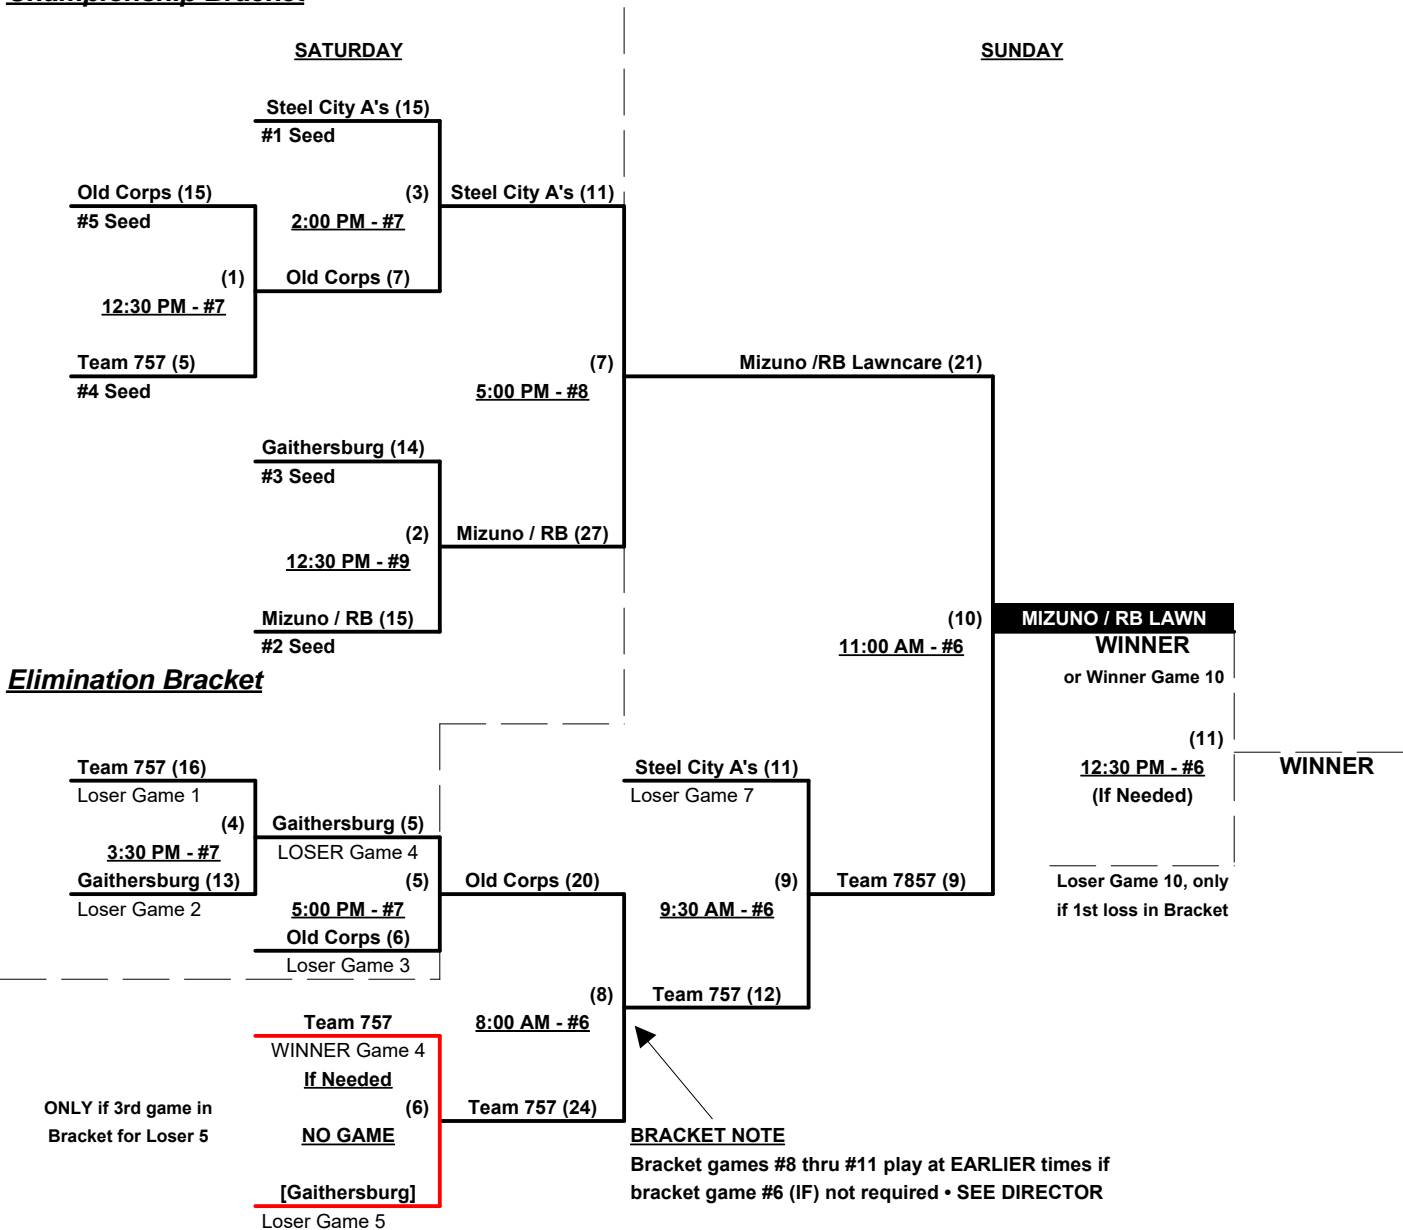 Championship Bracket
SATURDAY
SUNDAY
Steel City A's (15)
#1 Seed
Old Corps (15)
#5 Seed
(3)
2:00 PM - #7
Steel City A's (11)
(1)
12:30 PM - #7
Old Corps (7)
Team 757 (5)
#4 Seed
(7)
5:00 PM - #8
Mizuno /RB Lawncare (21)
Gaithersburg (14)
#3 Seed
(2)
12:30 PM - #9
Mizuno / RB (27)
Mizuno / RB (15)
#2 Seed
(10)
11:00 AM - #6
MIZUNO / RB LAWN
WINNER
or Winner Game 10
Elimination Bracket
(11)
12:30 PM - #6
(If Needed)
WINNER
Team 757 (16)
Loser Game 1
Steel City A's (11)
Loser Game 7
(4)
3:30 PM - #7
Gaithersburg (5)
LOSER Game 4
Gaithersburg (13)
Loser Game 2
(5)
5:00 PM - #7
Old Corps (20)
(9)
9:30 AM - #6
Team 7857 (9)
Loser Game 10, only
if 1st loss in Bracket
Old Corps (6)
Loser Game 3
(8)
8:00 AM - #6
Team 757 (12)
Team 757
WINNER Game 4
If Needed
ONLY if 3rd game in
Bracket for Loser 5
(6)
NO GAME
Team 757 (24)
[Gaithersburg]
Loser Game 5
BRACKET NOTE
Bracket games #8 thru #11 play at EARLIER times if
bracket game #6 (IF) not required • SEE DIRECTOR